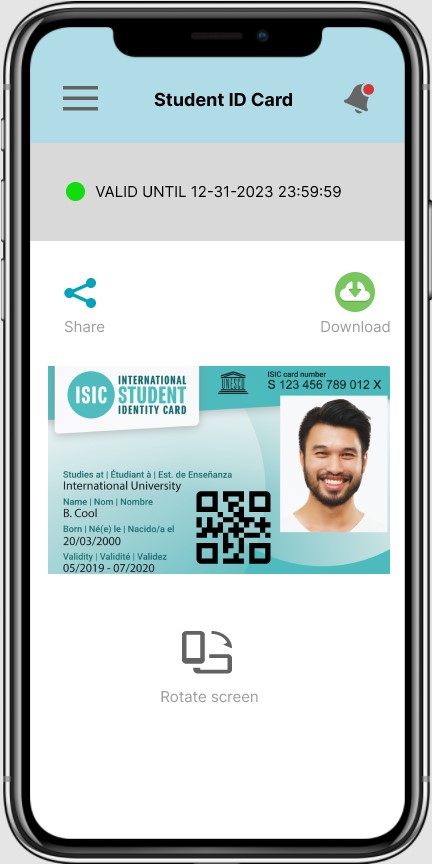 Student ID Card
VALID UNTIL 12-31-2023 23:59:59
Share
Download
ISIC
INTERNATIONAL
STUDENT
IDENTITY CARD
UNESCO
ISIC card number
S 123 456 789 012 X
Studies at | Étudiant à | Est. de Enseñanza
International University
Name | Nom | Nombre
B. Cool
Born | Né(e) le | Nacido/a el
20/03/2000
Validity | Validité | Validez
05/2019 - 07/2020
Rotate screen